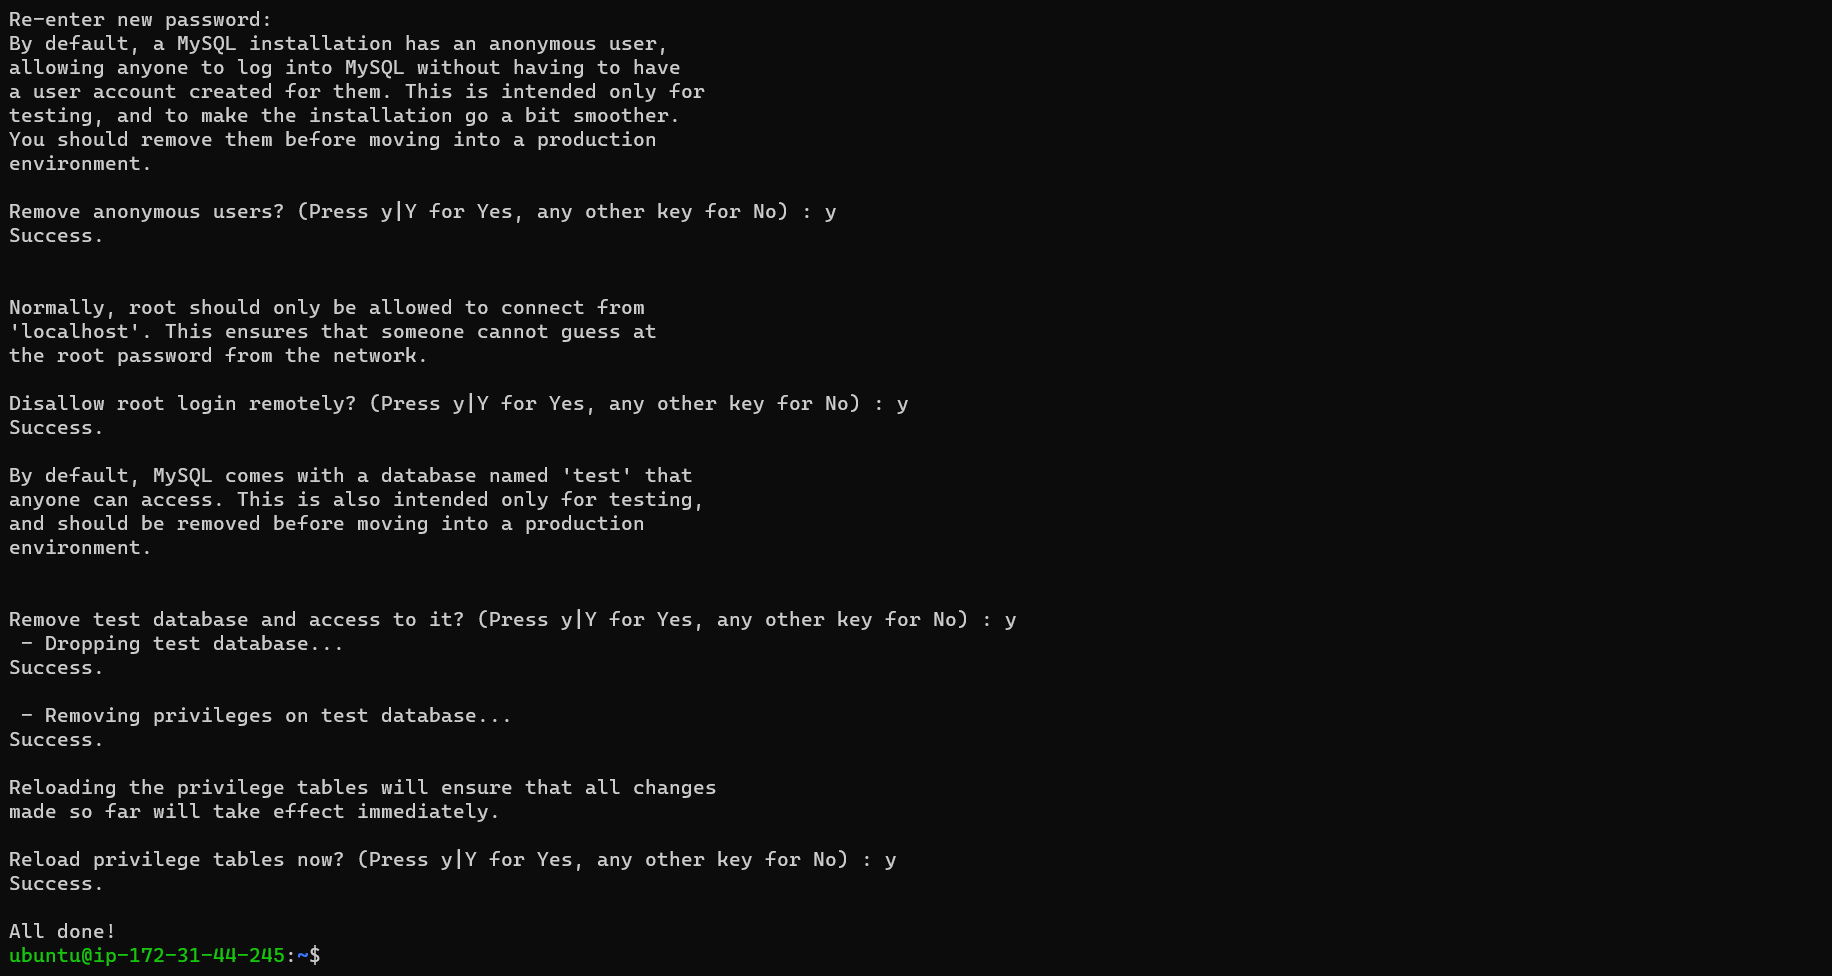 Re-enter new password:
By default, a MySQL installation has an anonymous user,
allowing anyone to log into MySQL without having to have
a user account created for them. This is intended only for
testing, and to make the installation go a bit smoother.
You should remove them before moving into a production
environment.
Remove anonymous users? (Press y|Y for Yes, any other key for No) : y
Success.
Normally, root should only be allowed to connect from
'localhost'. This ensures that someone cannot guess at
the root password from the network.
Disallow root login remotely? (Press y|Y for Yes, any other key for No) : y
Success.
By default, MySQL comes with a database named 'test' that
anyone can access. This is also intended only for testing,
and should be removed before moving into a production
environment.
Remove test database and access to it? (Press y|Y for Yes, any other key for No) : y
 - Dropping test database...
Success.
 - Removing privileges on test database...
Success.
Reloading the privilege tables will ensure that all changes
made so far will take effect immediately.
Reload privilege tables now? (Press y|Y for Yes, any other key for No) : y
Success.
All done!
ubuntu@ip-172-31-44-245:~$